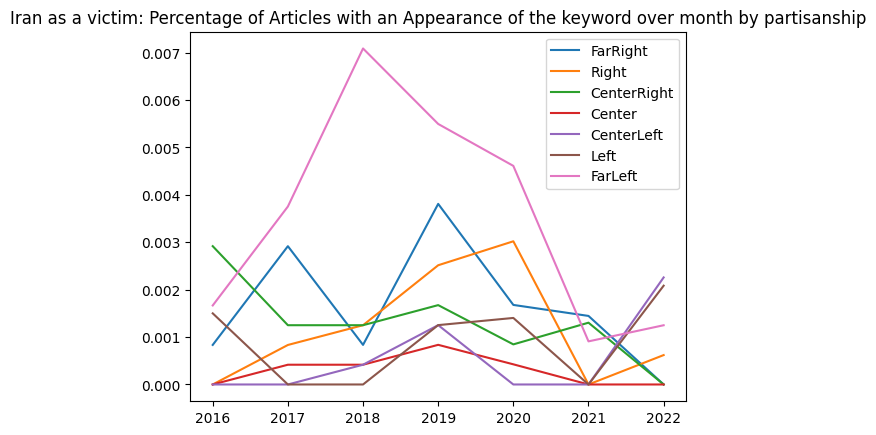 Iran as a victim: Percentage of Articles with an Appearance of the keyword over month by partisanship
0.007
0.006
0.005
0.004
0.003
0.002
0.001
0.000
FarRight
Right
CenterRight
Center
CenterLeft
Left
FarLeft
2016 2017 2018 2019 2020 2021 2022